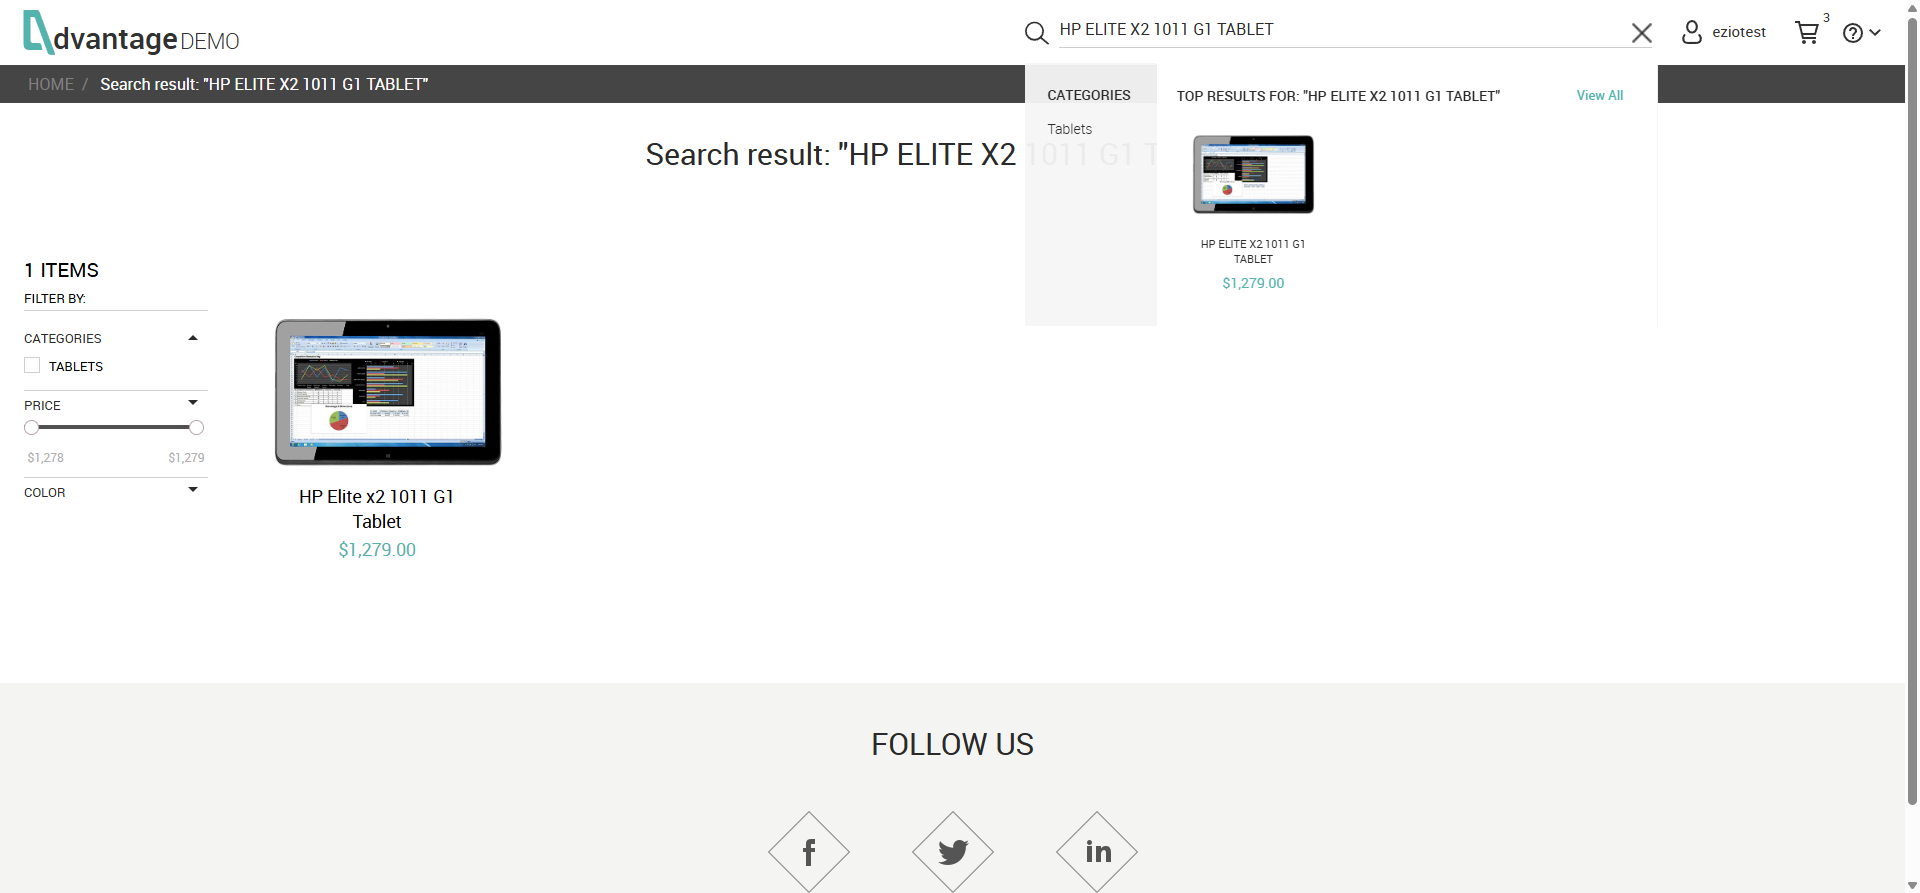 dvantage DEMO
HP ELITE X2 1011 G1 TABLET
eziotest
3
HOME / Search result: "HP ELITE X2 1011 G1 TABLET"
CATEGORIES
Tablets
TOP RESULTS FOR: "HP ELITE X2 1011 G1 TABLET"
View All
HP ELITE X2 1011 G1
TABLET
$1,279.00
Search result: "HP ELITE X2 1011 G1 T
1 ITEMS
FILTER BY:
CATEGORIES
TABLETS
PRICE
$1,278
$1,279
COLOR
HP Elite x2 1011 G1
Tablet
$1,279.00
FOLLOW US
f
in